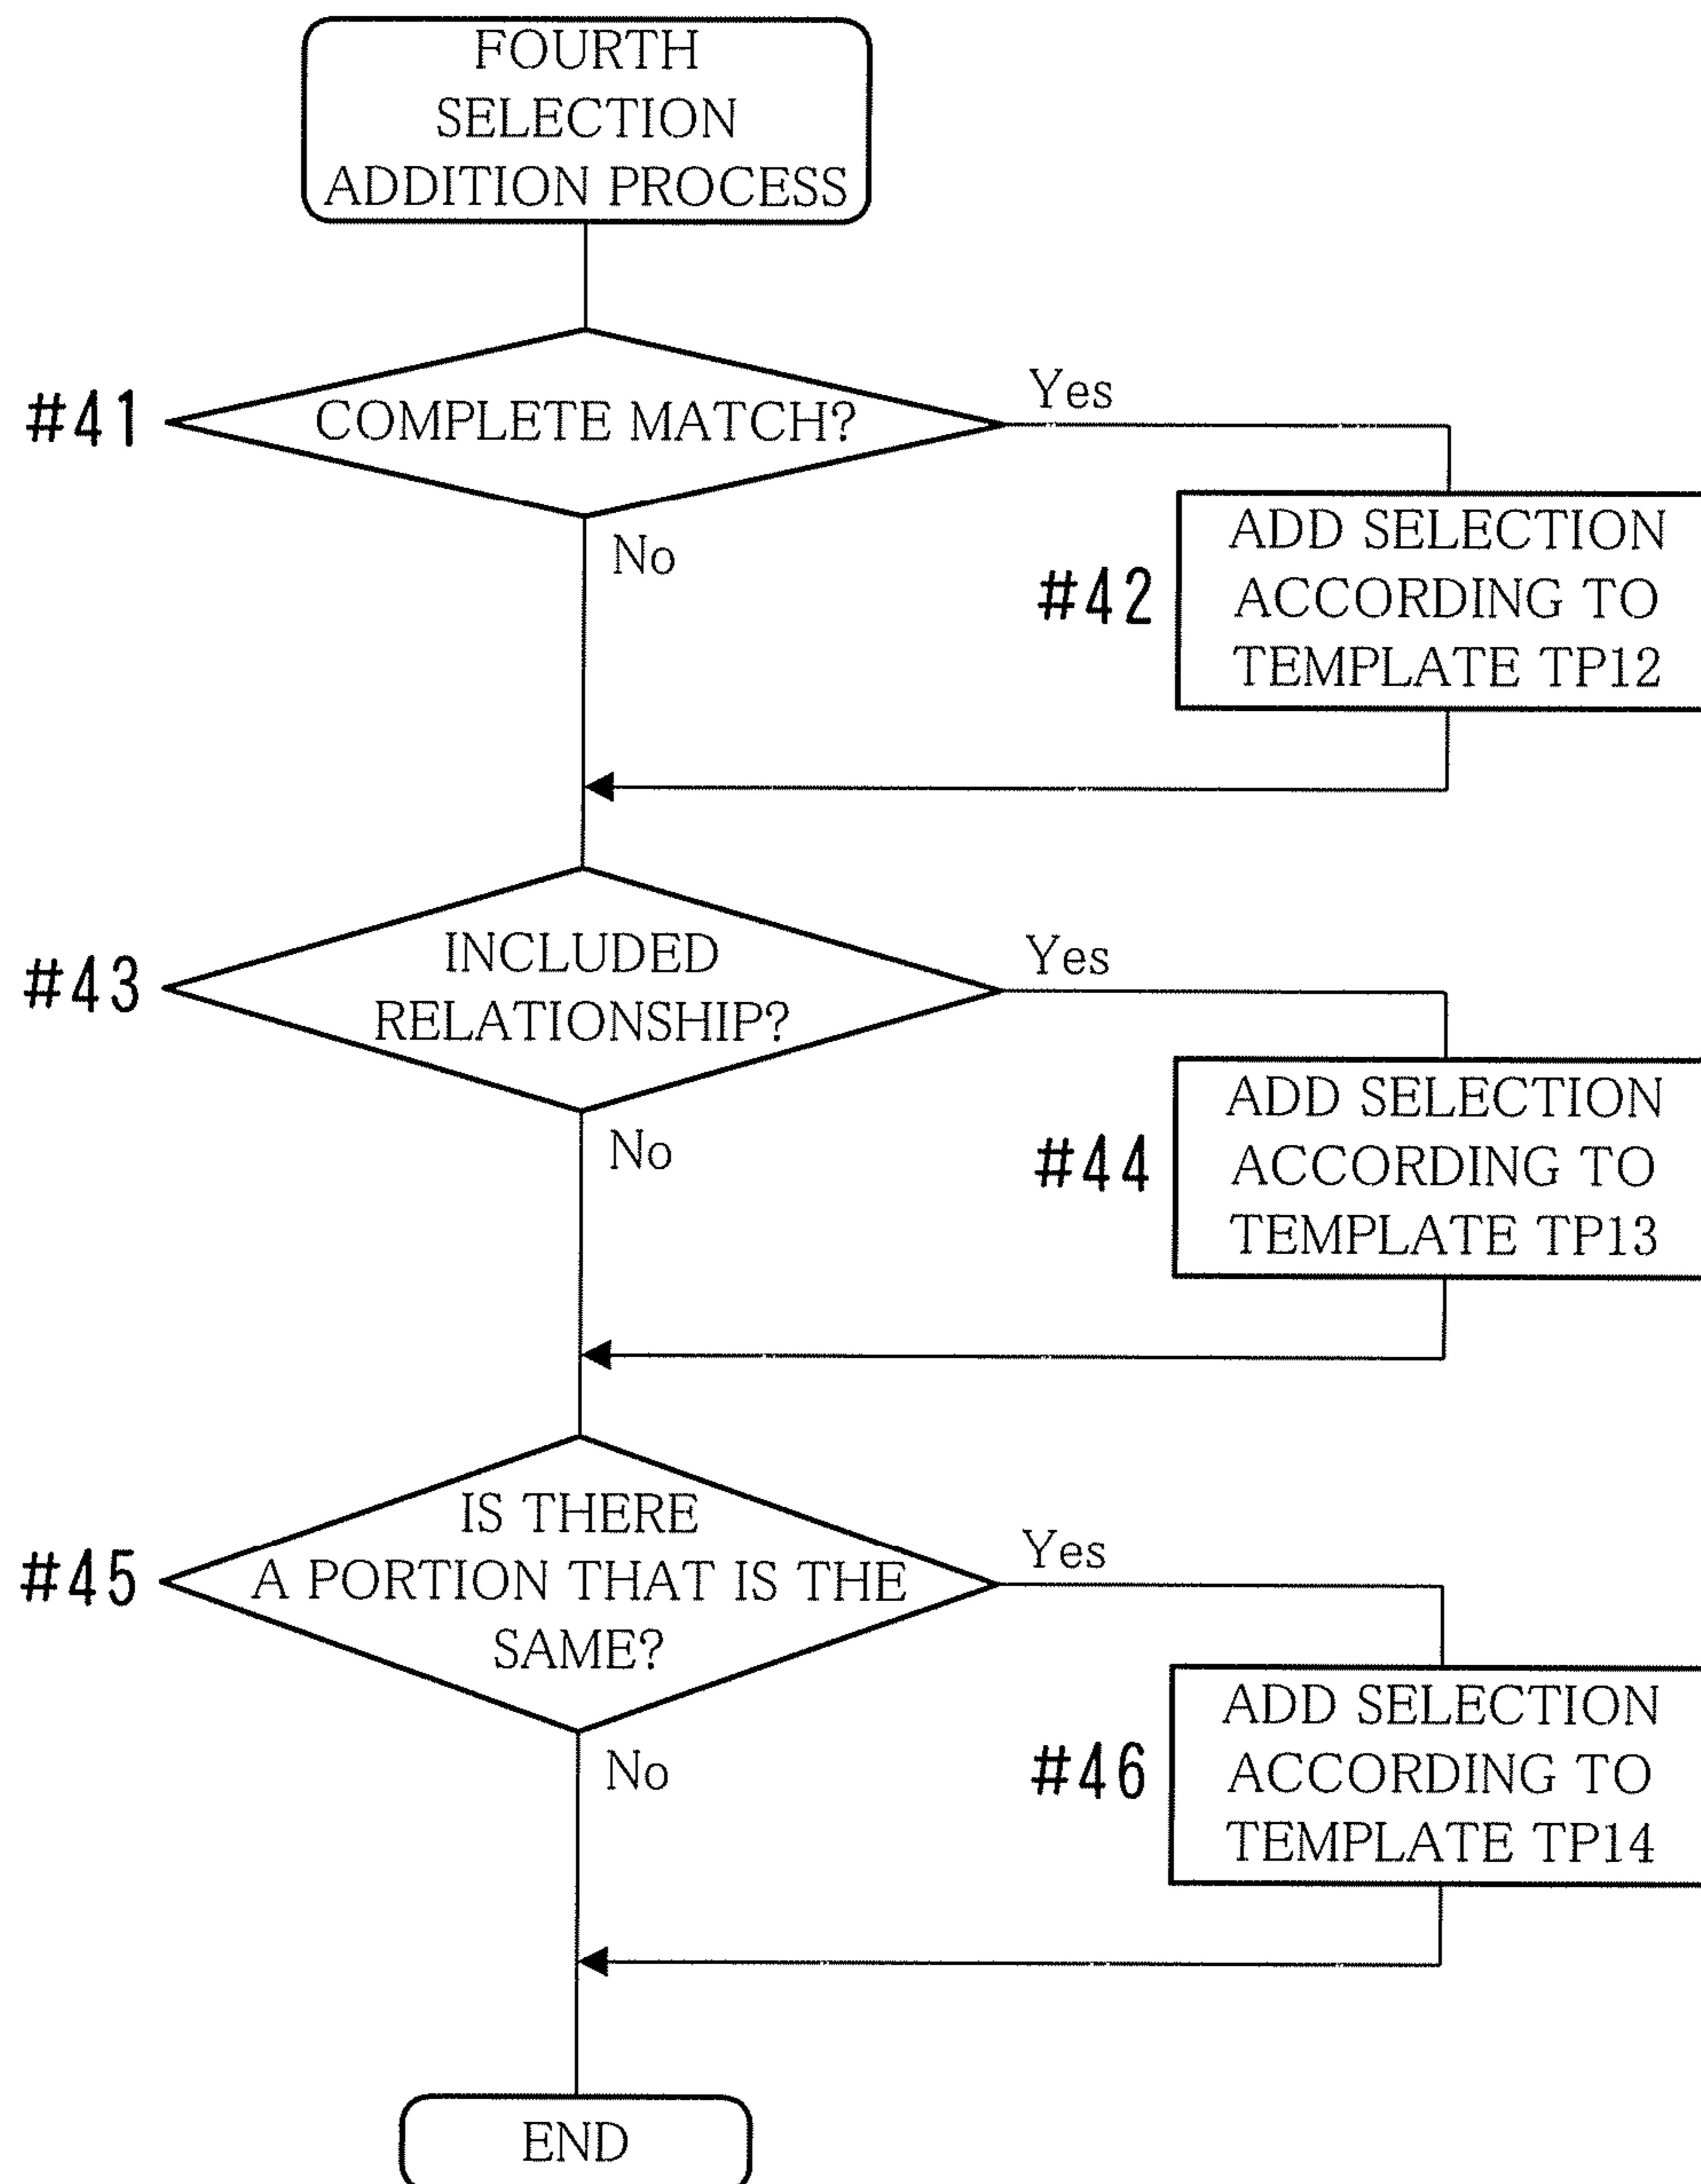 FOURTH
SELECTION
ADDITION PROCESS
#41
COMPLETE MATCH?
Yes
No
#42
ADD SELECTION
ACCORDING TO
TEMPLATE TP12
#43
INCLUDED
RELATIONSHIP?
Yes
No
#44
ADD SELECTION
ACCORDING TO
TEMPLATE TP13
#45
IS THERE
A PORTION THAT IS THE
SAME?
Yes
No
#46
ADD SELECTION
ACCORDING TO
TEMPLATE TP14
END